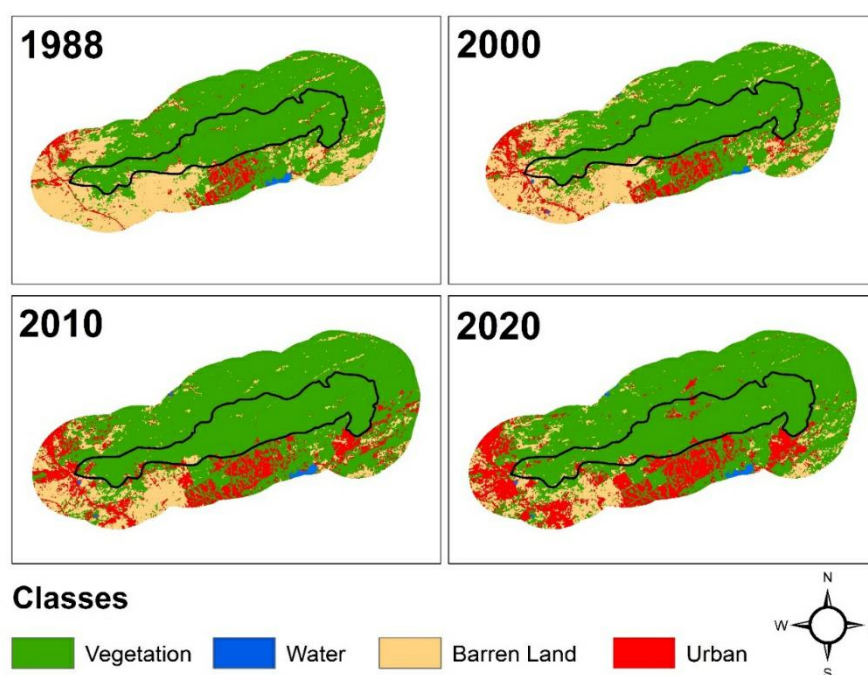 1988
2000
2010
2020
Classes
Vegetation
Water
Barren Land
Urban
N
W
E
S